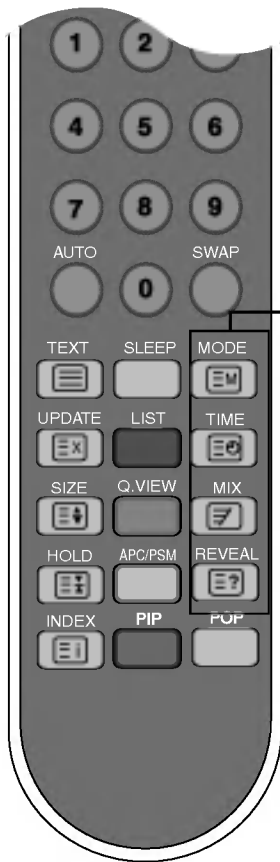 1 2
4 5 6
7 8 9
AUTO SWAP
0
TEXT SLEEP MODE
M
UPDATE LIST TIME
X
SIZE Q.VIEW MIX
HOLD APC/PSM REVEAL
?
INDEX PIP POP
i